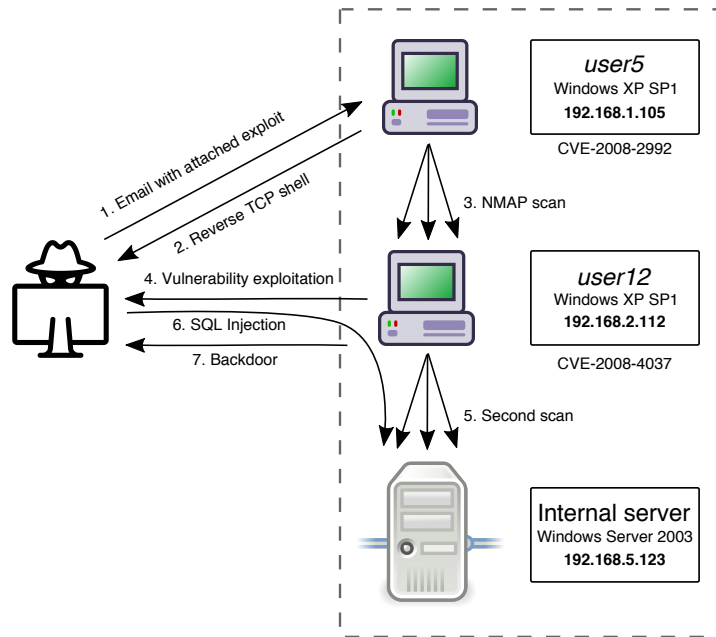 user5
Windows XP SP1
192.168.1.105
CVE-2008-2992
1. Email with attached exploit
2. Reverse TCP shell
3. NMAP scan
4. Vulnerability exploitation
user12
Windows XP SP1
192.168.2.112
CVE-2008-4037
6. SQL Injection
7. Backdoor
5. Second scan
Internal server
Windows Server 2003
192.168.5.123